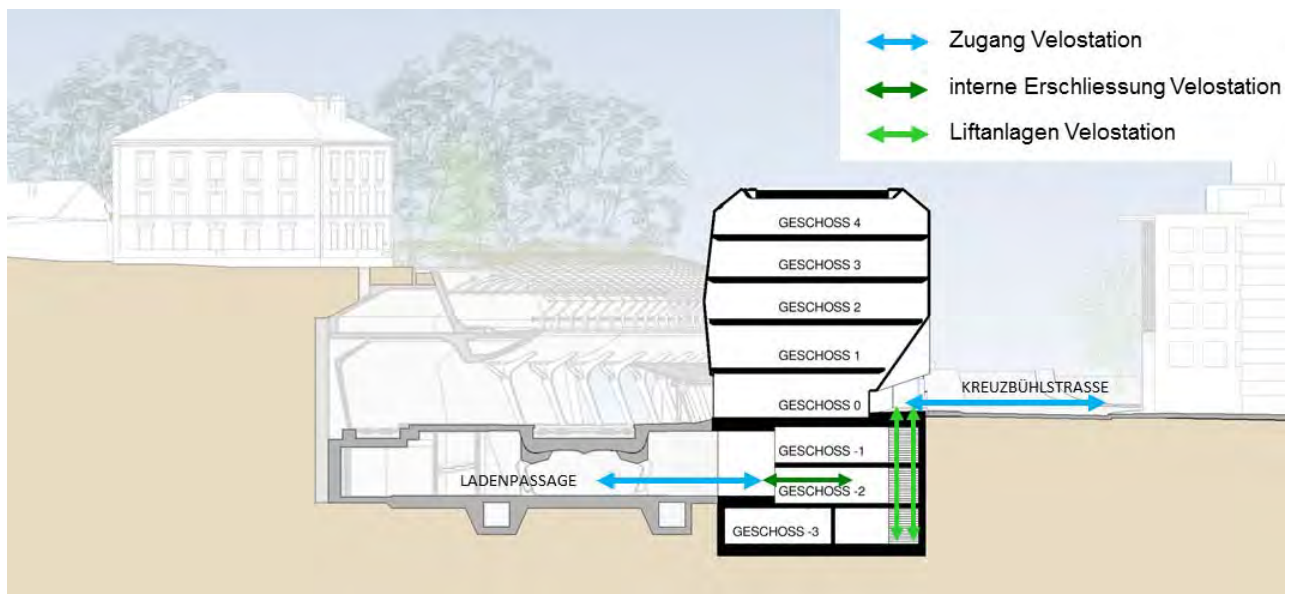 Zugang Velostation
interne Erschliessung Velostation
Liftanlagen Velostation
GESCHOSS 4
GESCHOSS 3
GESCHOSS 2
GESCHOSS 1
KREUZBÜHLSTRASSE
GESCHOSS 0
GESCHOSS -1
LADENPASSAGE
GESCHOSS -2
GESCHOSS -3